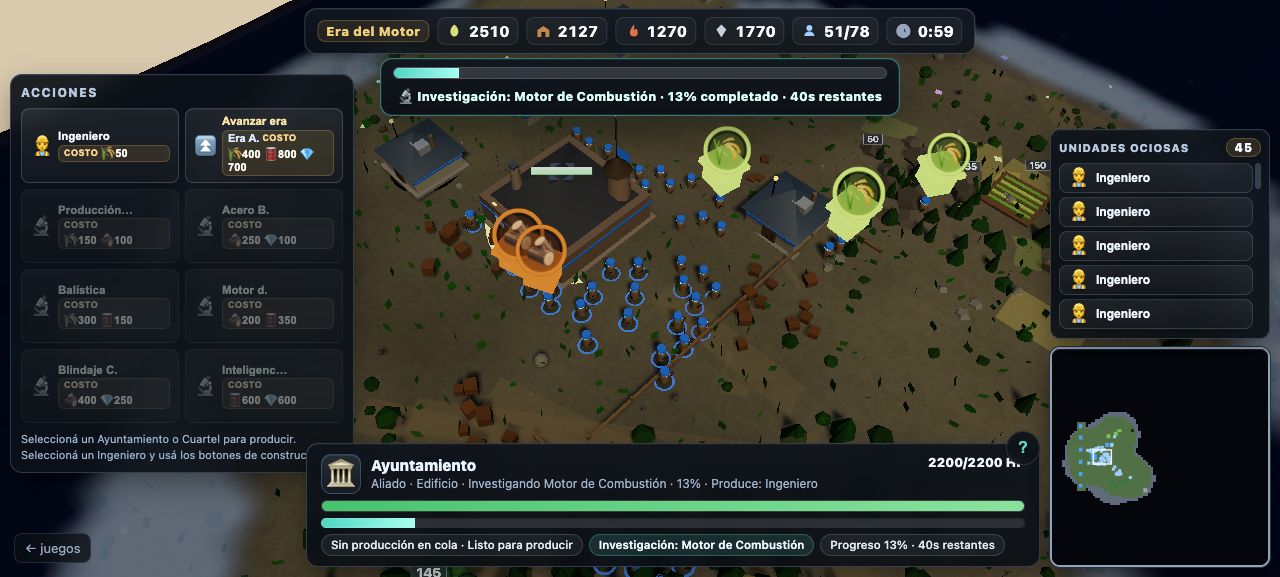 Era del Motor
2510
2127
1270
1770
51/78
0:59
Investigación: Motor de Combustión · 13% completado · 40s restantes
ACCIONES
Ingeniero
COSTO 50
Avanzar era
Era A. COSTO
400 800
700
Producción…
COSTO
150 100
Acero B.
COSTO
250 100
Balística
COSTO
300 150
Motor d.
COSTO
200 350
Blindaje C.
COSTO
400 250
Inteligenc…
COSTO
600 600
Seleccioná un Ayuntamiento o Cuartel para producir.
Seleccioná un Ingeniero y usá los botones de construc
50
35
150
145
UNIDADES OCIOSAS 45
Ingeniero
Ingeniero
Ingeniero
Ingeniero
Ingeniero
Ayuntamiento
2200/2200
?
Aliado · Edificio · Investigando Motor de Combustión · 13% · Produce: Ingeniero
Sin producción en cola · Listo para producir
Investigación: Motor de Combustión
Progreso 13% · 40s restantes
← juegos